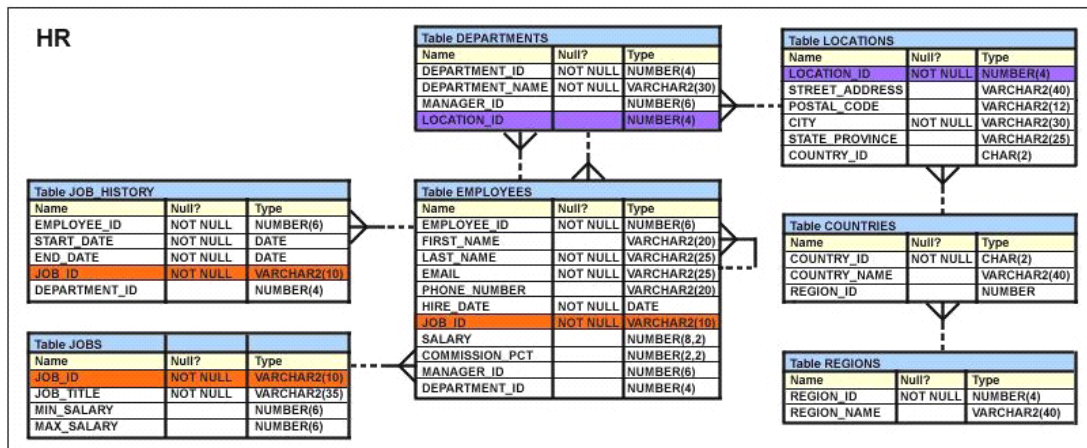 HR
Table DEPARTMENTS
Name Null? Type
DEPARTMENT_ID NOT NULL NUMBER(4)
DEPARTMENT_NAME NOT NULL VARCHAR2(30)
MANAGER_ID NUMBER(6)
LOCATION_ID NUMBER(4)
Table LOCATIONS
Name Null? Type
LOCATION_ID NOT NULL NUMBER(4)
STREET_ADDRESS VARCHAR2(40)
POSTAL_CODE VARCHAR2(12)
CITY NOT NULL VARCHAR2(30)
STATE_PROVINCE VARCHAR2(25)
COUNTRY_ID CHAR(2)
Table JOB_HISTORY
Name Null? Type
EMPLOYEE_ID NOT NULL NUMBER(6)
START_DATE NOT NULL DATE
END_DATE NOT NULL DATE
JOB_ID NOT NULL VARCHAR2(10)
DEPARTMENT_ID NUMBER(4)
Table EMPLOYEES
Name Null? Type
EMPLOYEE_ID NOT NULL NUMBER(6)
FIRST_NAME VARCHAR2(20)
LAST_NAME NOT NULL VARCHAR2(25)
EMAIL NOT NULL VARCHAR2(25)
PHONE_NUMBER VARCHAR2(20)
HIRE_DATE NOT NULL DATE
JOB_ID NOT NULL VARCHAR2(10)
SALARY NUMBER(8,2)
COMMISSION_PCT NUMBER(2,2)
MANAGER_ID NUMBER(6)
DEPARTMENT_ID NUMBER(4)
Table COUNTRIES
Name Null? Type
COUNTRY_ID NOT NULL CHAR(2)
COUNTRY_NAME VARCHAR2(40)
REGION_ID NUMBER
Table JOBS
Name Null? Type
JOB_ID NOT NULL VARCHAR2(10)
JOB_TITLE NOT NULL VARCHAR2(35)
MIN_SALARY NUMBER(6)
MAX_SALARY NUMBER(6)
Table REGIONS
Name Null? Type
REGION_ID NOT NULL NUMBER(4)
REGION_NAME VARCHAR2(40)